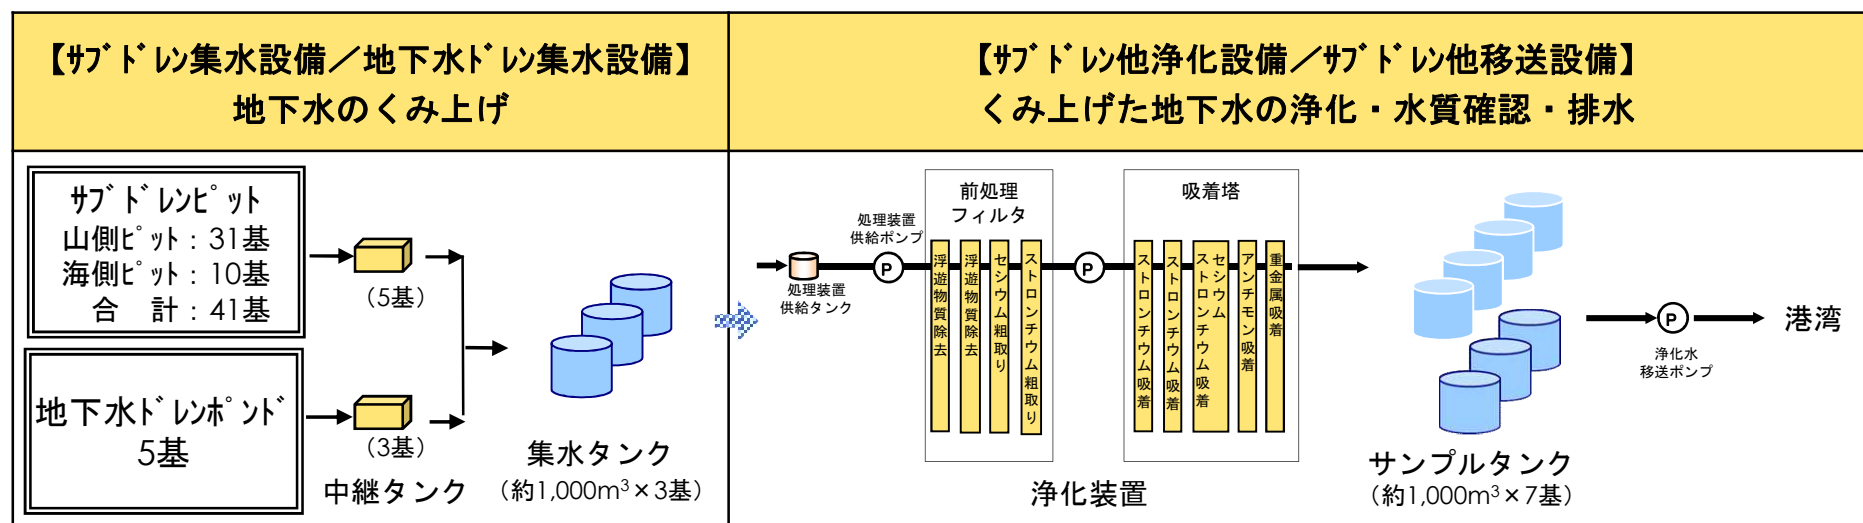 【ｻﾌﾞﾄﾞﾚﾝ集水設備／地下水ﾄﾞﾚﾝ集水設備】
地下水のくみ上げ
【ｻﾌﾞﾄﾞﾚﾝ他浄化設備／ｻﾌﾞﾄﾞﾚﾝ他移送設備】
くみ上げた地下水の浄化・水質確認・排水
ｻﾌﾞﾄﾞﾚﾝﾋﾟｯﾄ
山側ﾋﾟｯﾄ：31基
海側ﾋﾟｯﾄ：10基
合　計：41基
地下水ﾄﾞﾚﾝﾎﾟﾝﾄﾞ
5基
（5基）
（3基）
中継タンク
集水タンク
（約1,000m³×3基）
処理装置
供給タンク
処理装置
供給ポンプ
P
前処理
フィルタ
浮遊物質除去
浮遊物質除去
セシウム粗取り
ストロンチウム粗取り
P
吸着塔
ストロンチウム吸着
ストロンチウム吸着
セシウム
ストロンチウム吸着
アンチモン吸着
重金属吸着
浄化装置
サンプルタンク
（約1,000m³×7基）
P
浄化水
移送ポンプ
港湾